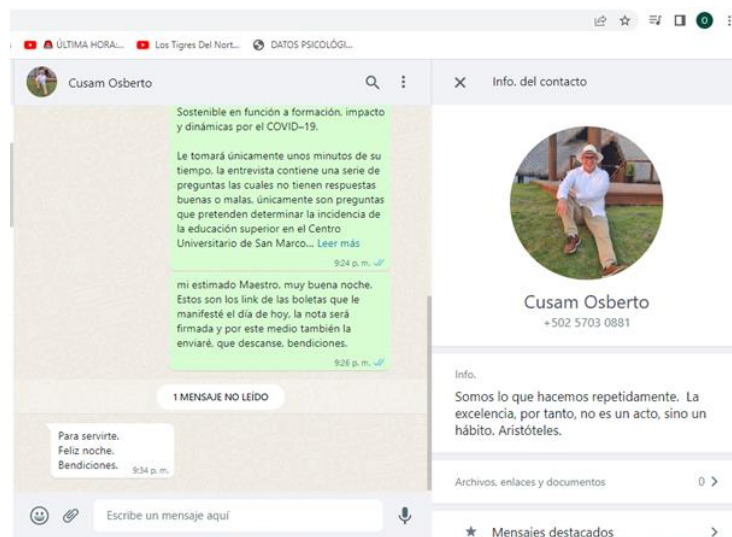 ÚLTIMA HORA:...
Los Tigres Del Nort...
DATOS PSICOLÓGI...
O
Cusam Osberto
Sostenible en función a formación, impacto
y dinámicas por el COVID–19.
Le tomará únicamente unos minutos de su
tiempo, la entrevista contiene una serie de
preguntas las cuales no tienen respuestas
buenas o malas, únicamente son preguntas
que pretenden determinar la incidencia de
la educación superior en el Centro
Universitario de San Marco... Leer más
9:24 p. m.
mi estimado Maestro, muy buena noche.
Estos son los link de las boletas que le
manifesté el día de hoy, la nota será
firmada y por este medio también la
enviaré, que descanse, bendiciones.
9:26 p. m.
1 MENSAJE NO LEÍDO
Para servirte.
Feliz noche.
Bendiciones.
9:34 p. m.
Escribe un mensaje aquí
Info. del contacto
Cusam Osberto
+502 5703 0881
Info.
Somos lo que hacemos repetidamente. La
excelencia, por tanto, no es un acto, sino un
hábito. Aristóteles.
Archivos, enlaces y documentos 0
Mensajes destacados